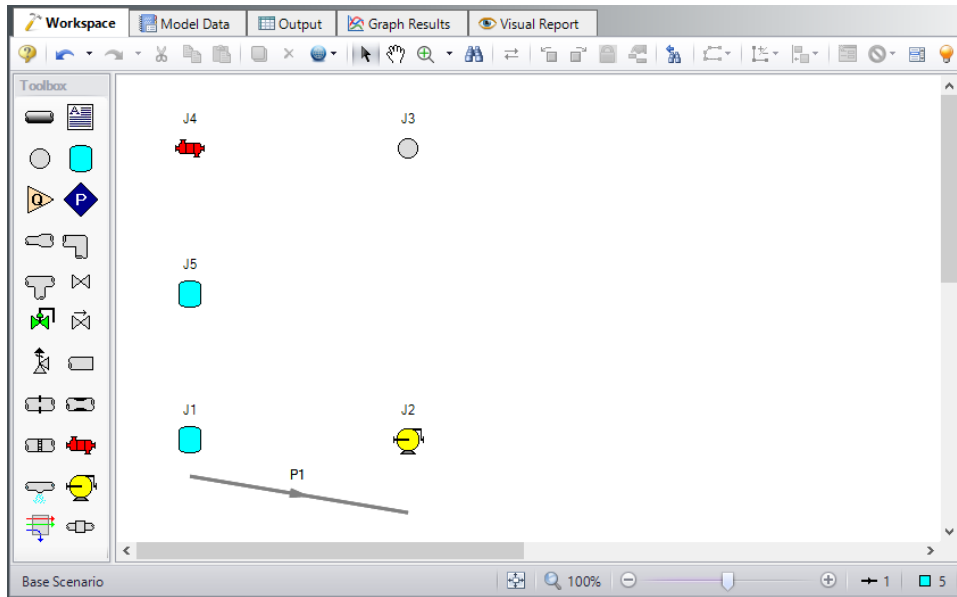 Workspace
Model Data
Output
Graph Results
Visual Report
Toolbox
A
Q
P
J4
J3
J5
J1
J2
P1
Base Scenario
100%
1
5